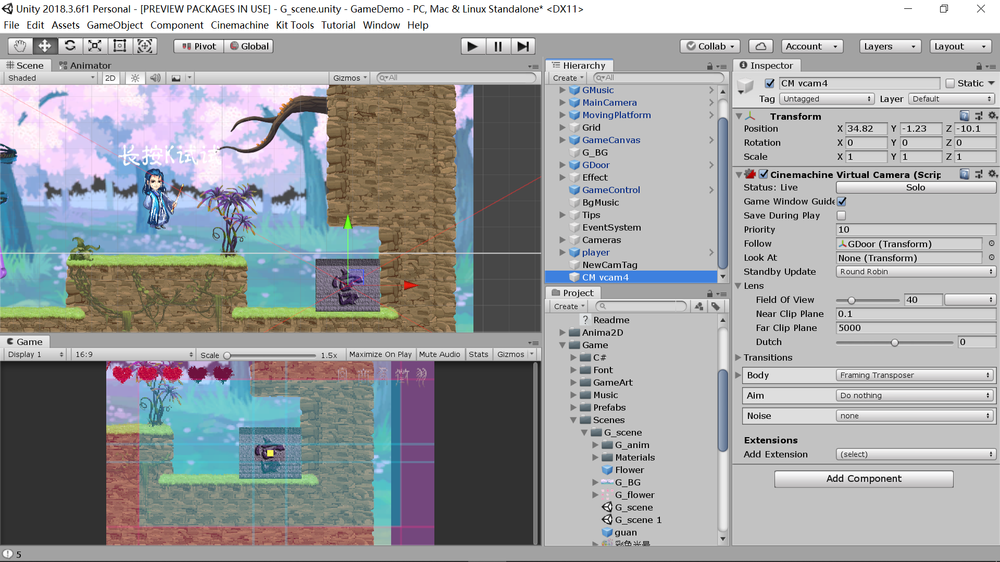 Unity 2018.3.6f1 Personal - [PREVIEW PACKAGES IN USE] - G_scene.unity - GameDemo - PC, Mac & Linux Standalone* <DX11>
File Edit Assets GameObject Component Cinemachine Kit Tools Tutorial Window Help
Pivot Global Collab Account Layers Layout
Scene Animator
Shaded 2D Gizmos All
长按K试试
Game
Display 1 16:9 Scale 1.5x Maximize On Play Mute Audio Stats Gizmos
5
Hierarchy
Create All
GMusic
MainCamera
MovingPlatform
Grid
GameCanvas
G_BG
GDoor
Effect
GameControl
BgMusic
Tips
EventSystem
Cameras
player
NewCamTag
CM vcam4
Project
Create
Readme
Anima2D
Game
C#
Font
GameArt
Music
Prefabs
Scenes
G_scene
G_anim
Materials
Flower
G_BG
G_flower
G_scene
G_scene 1
guan
彩色光晕
Inspector
CM vcam4 Static
Tag Untagged Layer Default
Transform
Position X 34.82 Y -1.23 Z -10.1
Rotation X 0 Y 0 Z 0
Scale X 1 Y 1 Z 1
Cinemachine Virtual Camera (Scrip
Status: Live Solo
Game Window Guide
Save During Play
Priority 10
Follow GDoor (Transform)
Look At None (Transform)
Standby Update Round Robin
Lens
Field Of View 40
Near Clip Plane 0.1
Far Clip Plane 5000
Dutch 0
Transitions
Body Framing Transposer
Aim Do nothing
Noise none
Extensions
Add Extension (select)
Add Component